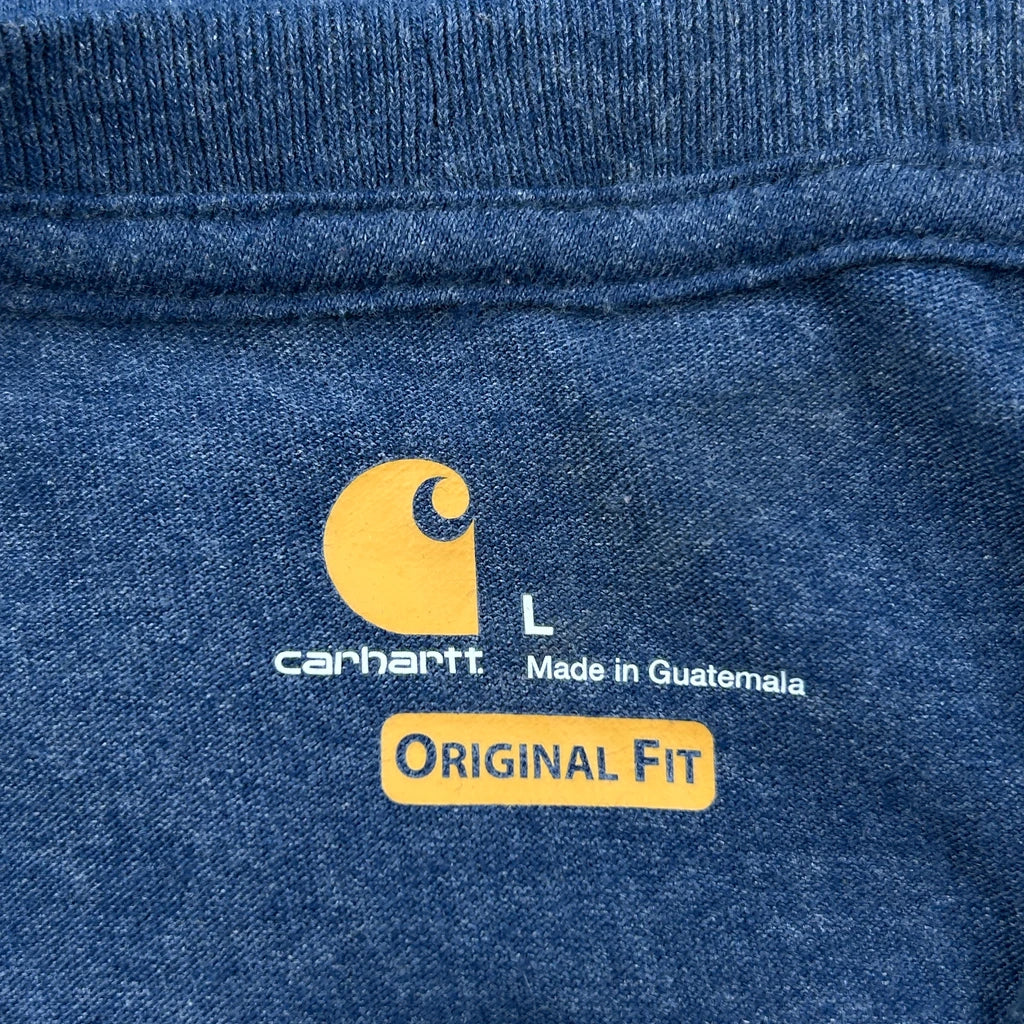 L
carhartt.
Made in Guatemala
ORIGINAL FIT